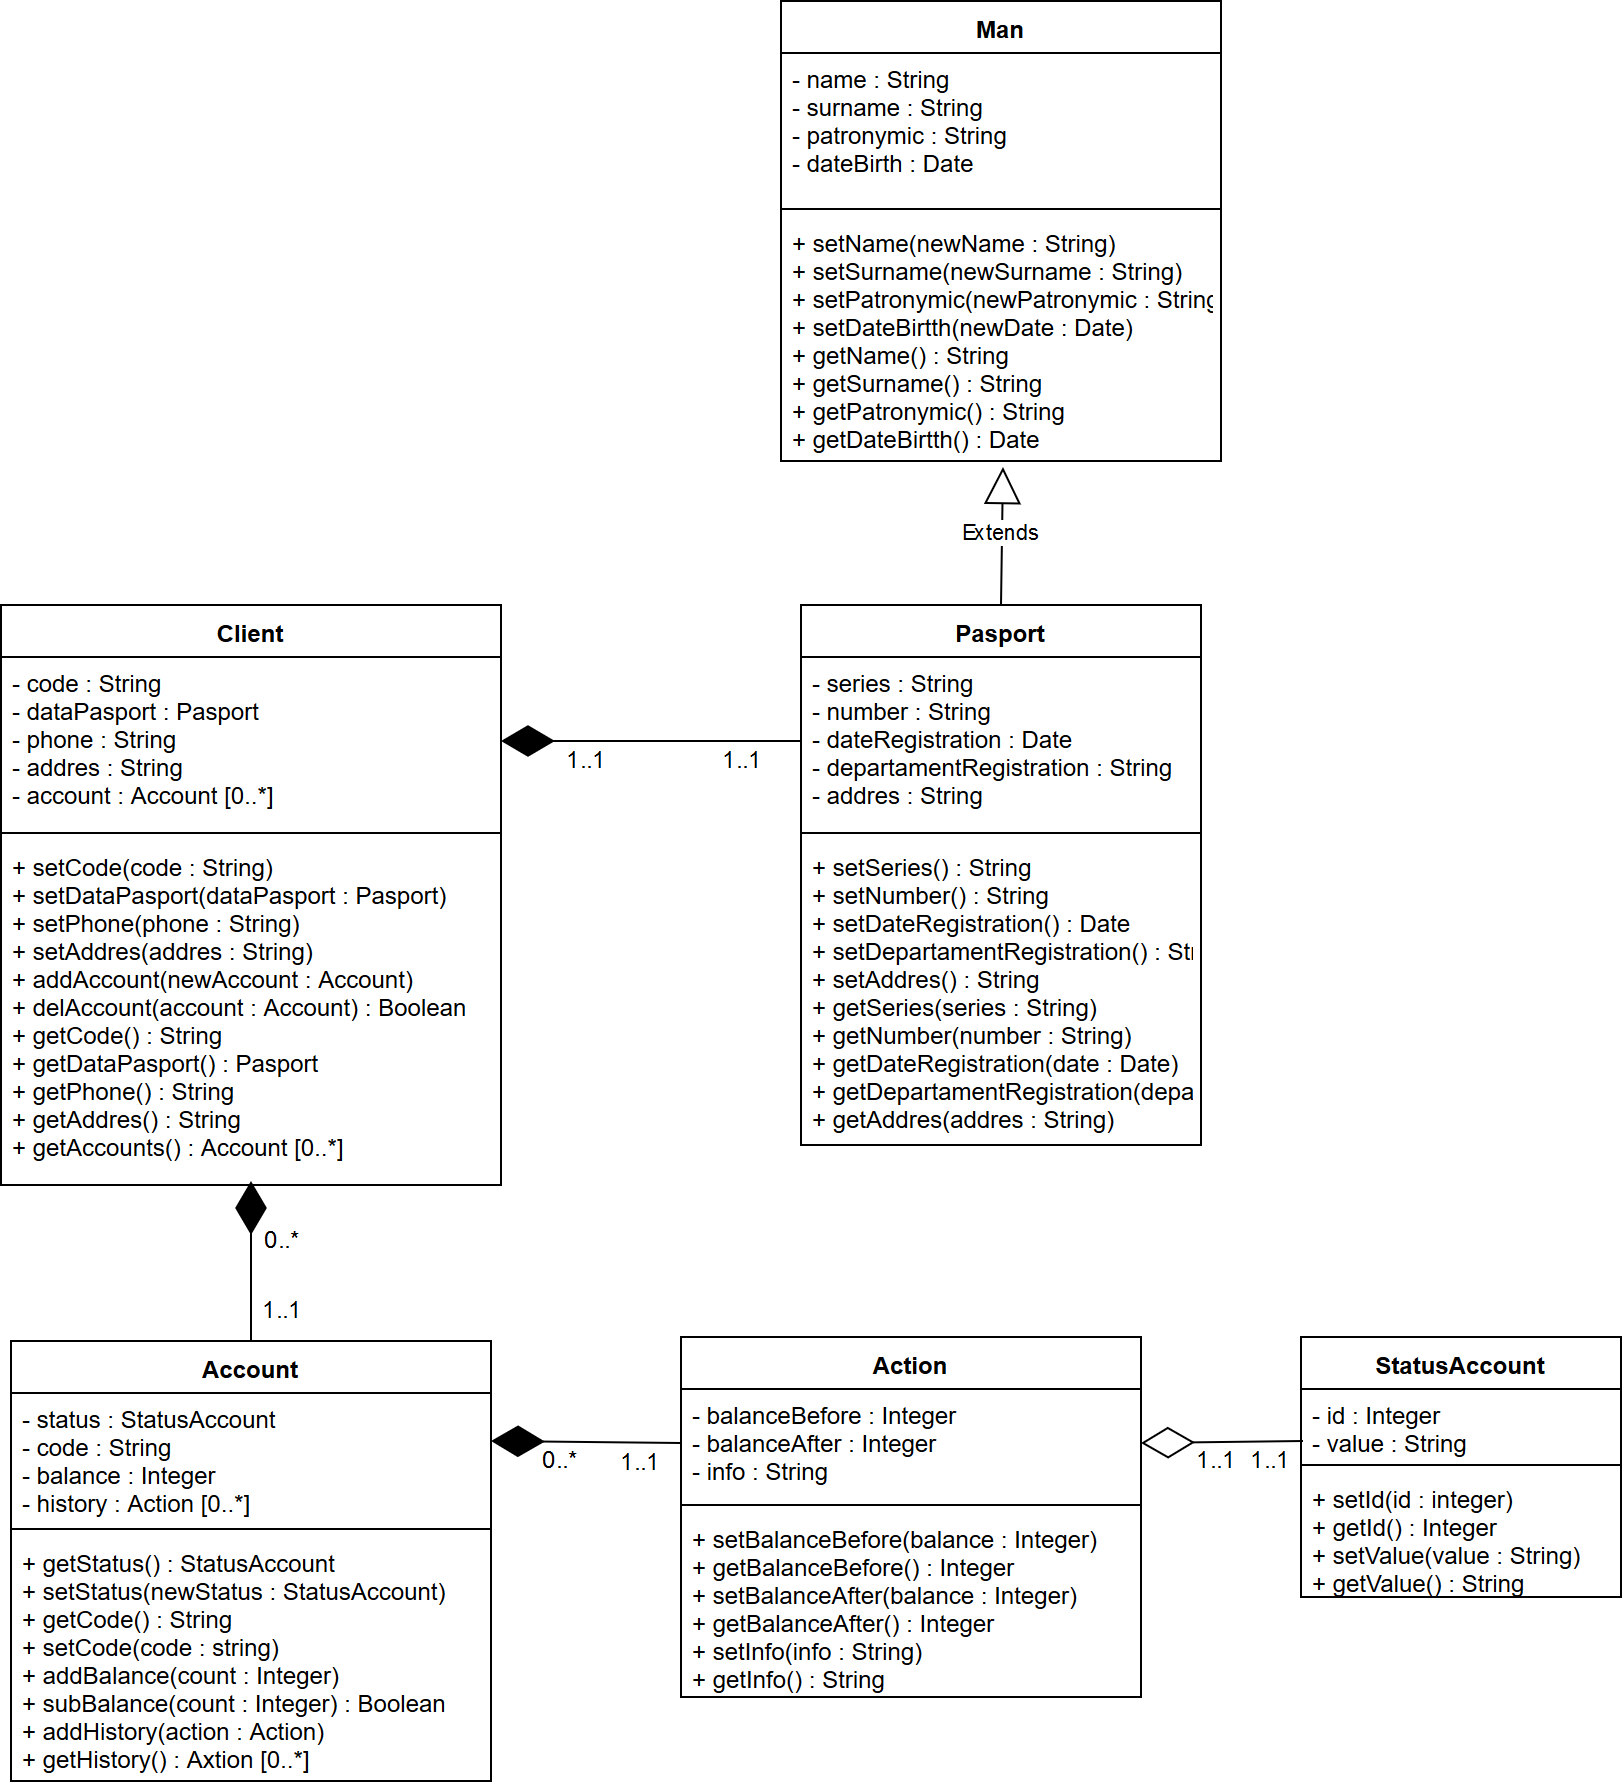 Man
- name : String
- surname : String
- patronymic : String
- dateBirth : Date
+ setName(newName : String)
+ setSurname(newSurname : String)
+ setPatronymic(newPatronymic : String
+ setDateBirtth(newDate : Date)
+ getName() : String
+ getSurname() : String
+ getPatronymic() : String
+ getDateBirtth() : Date
Extends
Client
- code : String
- dataPasport : Pasport
- phone : String
- addres : String
- account : Account [0..*]
+ setCode(code : String)
+ setDataPasport(dataPasport : Pasport)
+ setPhone(phone : String)
+ setAddres(addres : String)
+ addAccount(newAccount : Account)
+ delAccount(account : Account) : Boolean
+ getCode() : String
+ getDataPasport() : Pasport
+ getPhone() : String
+ getAddres() : String
+ getAccounts() : Account [0..*]
1..1
1..1
Pasport
- series : String
- number : String
- dateRegistration : Date
- departamentRegistration : String
- addres : String
+ setSeries() : String
+ setNumber() : String
+ setDateRegistration() : Date
+ setDepartamentRegistration() : Stri
+ setAddres() : String
+ getSeries(series : String)
+ getNumber(number : String)
+ getDateRegistration(date : Date)
+ getDepartamentRegistration(depa
+ getAddres(addres : String)
0..*
1..1
Account
- status : StatusAccount
- code : String
- balance : Integer
- history : Action [0..*]
+ getStatus() : StatusAccount
+ setStatus(newStatus : StatusAccount)
+ getCode() : String
+ setCode(code : string)
+ addBalance(count : Integer)
+ subBalance(count : Integer) : Boolean
+ addHistory(action : Action)
+ getHistory() : Axtion [0..*]
0..*
1..1
Action
- balanceBefore : Integer
- balanceAfter : Integer
- info : String
+ setBalanceBefore(balance : Integer)
+ getBalanceBefore() : Integer
+ setBalanceAfter(balance : Integer)
+ getBalanceAfter() : Integer
+ setInfo(info : String)
+ getInfo() : String
1..1
1..1
StatusAccount
- id : Integer
- value : String
+ setId(id : integer)
+ getId() : Integer
+ setValue(value : String)
+ getValue() : String